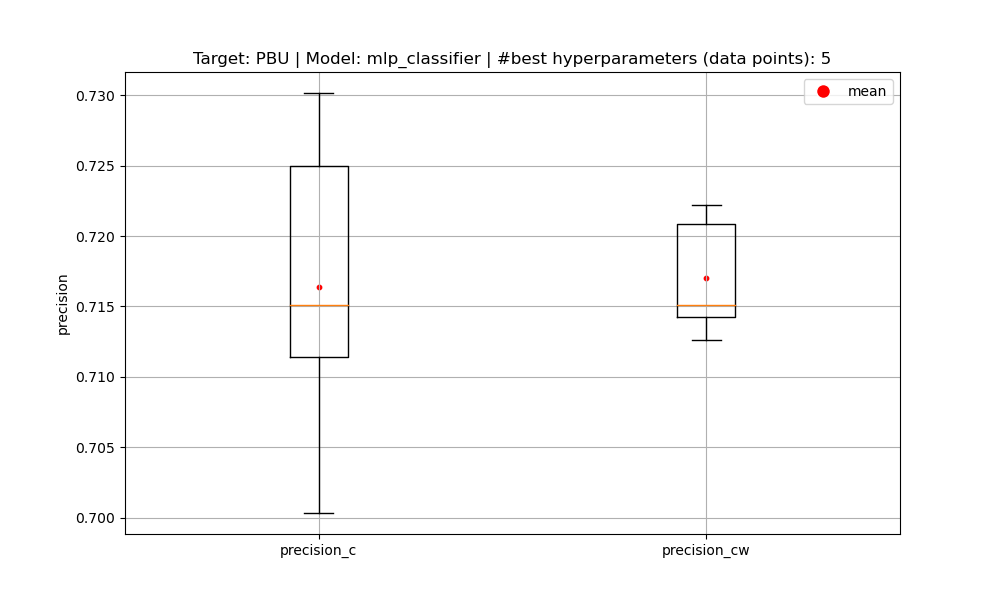 Target: PBU | Model: mlp_classifier | #best hyperparameters (data points): 5
mean
0.730
0.725
0.720
0.715
0.710
0.705
0.700
precision
precision_c
precision_cw